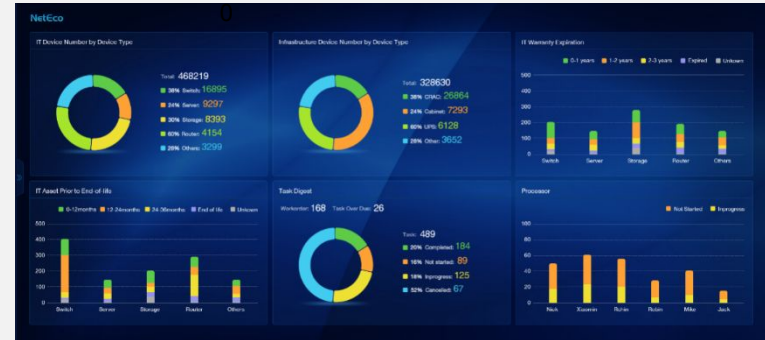 0
NetEco
IT Device Number by Device Type
Total: 468219
38% Switch: 16895
24% Server: 9297
30% Storage: 8393
60% Router: 4154
28% Others: 3299
Infrastructure Device Number by Device Type
Total: 328630
38% CRAC: 26864
24% Cabinet: 7293
60% UPS: 6128
28% Other: 3652
IT Warranty Expiration
0-1 years 1-2 years 2-3 years Expired Unkown
500
400
300
200
100
0
Switch Server Storage Router Others
IT Asset Prior to End of life
0-12months 12-24months 24-36months End of life Unkown
500
400
300
200
100
0
Switch Server Storage Router Others
Task Digest
168 Task Over Due: 26
Task: 489
20% Completed: 184
16% Not started: 89
18% Inprogress: 125
52% Cancelled: 67
Processor
Not Started Inprogress
100
80
60
40
20
0
Nick Xiaomin Robin Mike Jack